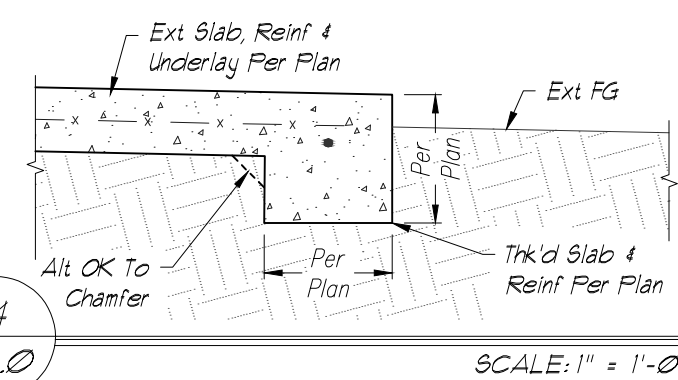 Ext Slab, Reinf &
Underlay Per Plan
Ext FG
x x x x
Per
Plan
Alt OK To
Chamfer
Per
Plan
Thk'd Slab &
Reinf Per Plan
SCALE: 1" = 1'-Ø